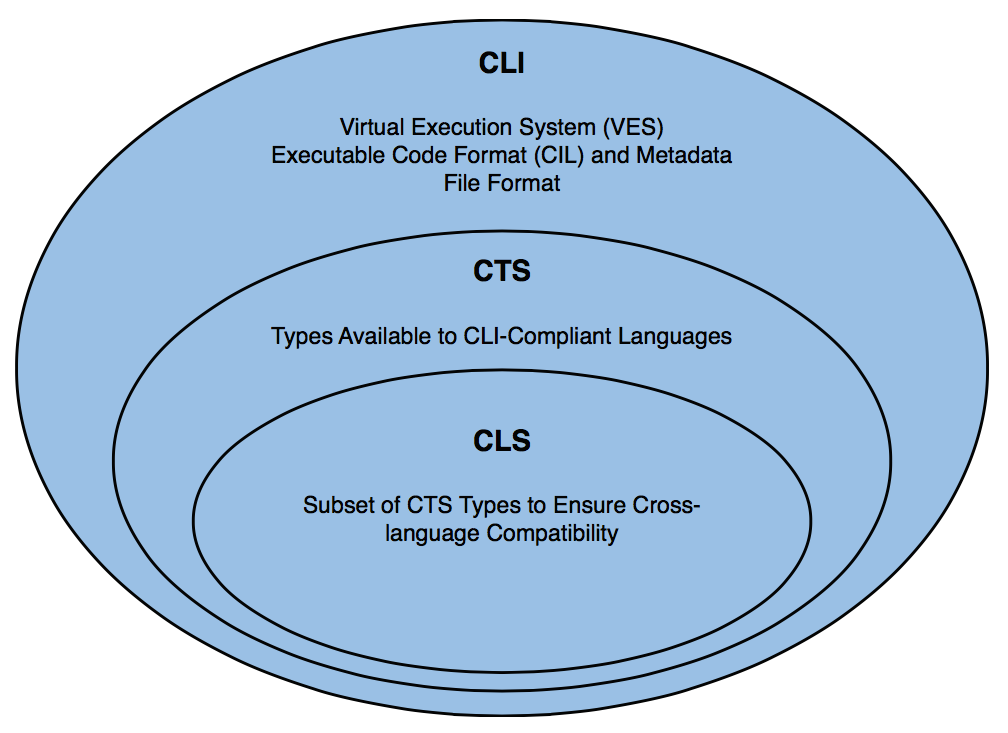 CLI
Virtual Execution System (VES)
Executable Code Format (CIL) and Metadata
File Format
CTS
Types Available to CLI-Compliant Languages
CLS
Subset of CTS Types to Ensure Cross-
language Compatibility